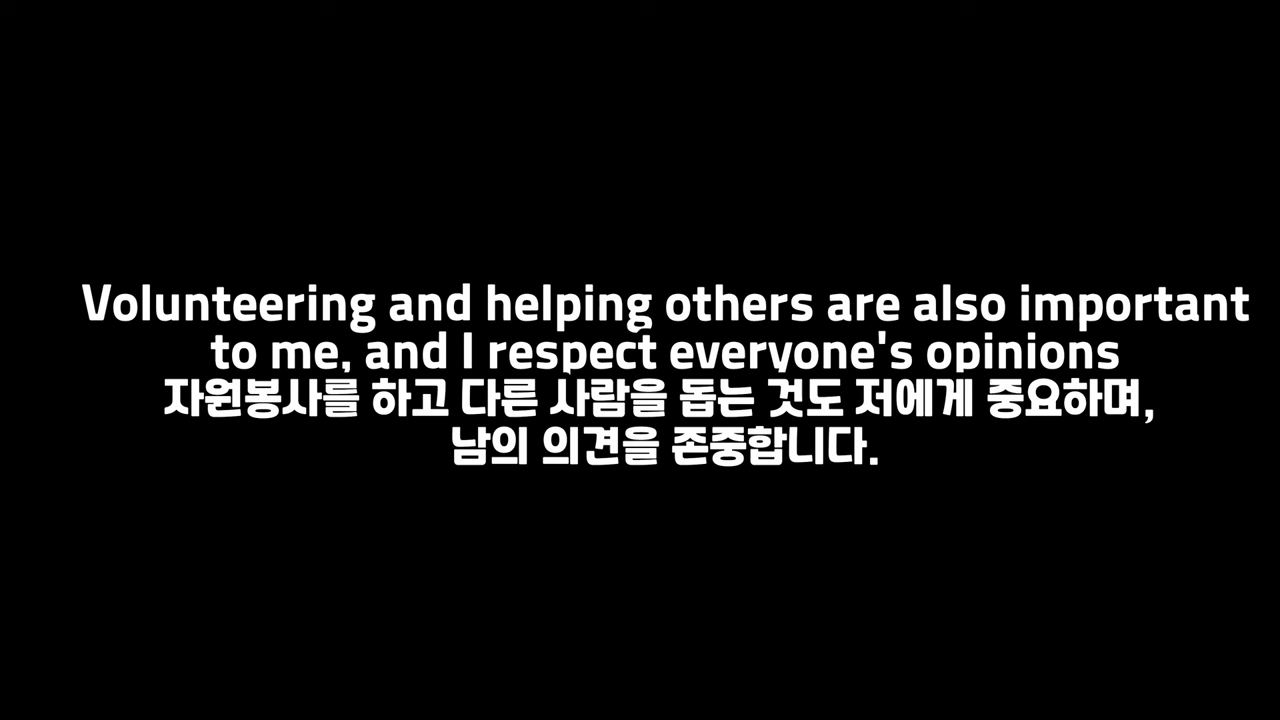 Volunteering and helping others are also important
to me, and I respect everyone's opinions
자원봉사를 하고 다른 사람을 돕는 것도 저에게 중요하며,
남의 의견을 존중합니다.